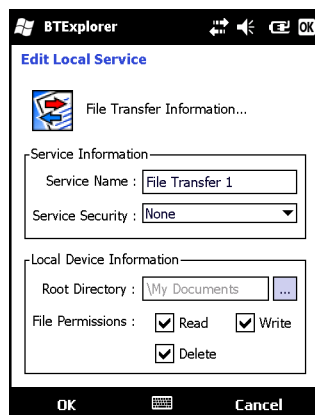 BTExplorer OK
Edit Local Service
File Transfer Information...
Service Information
Service Name : File Transfer 1
Service Security : None
Local Device Information
Root Directory : \My Documents ...
File Permissions : Read Write
Delete
OK Cancel